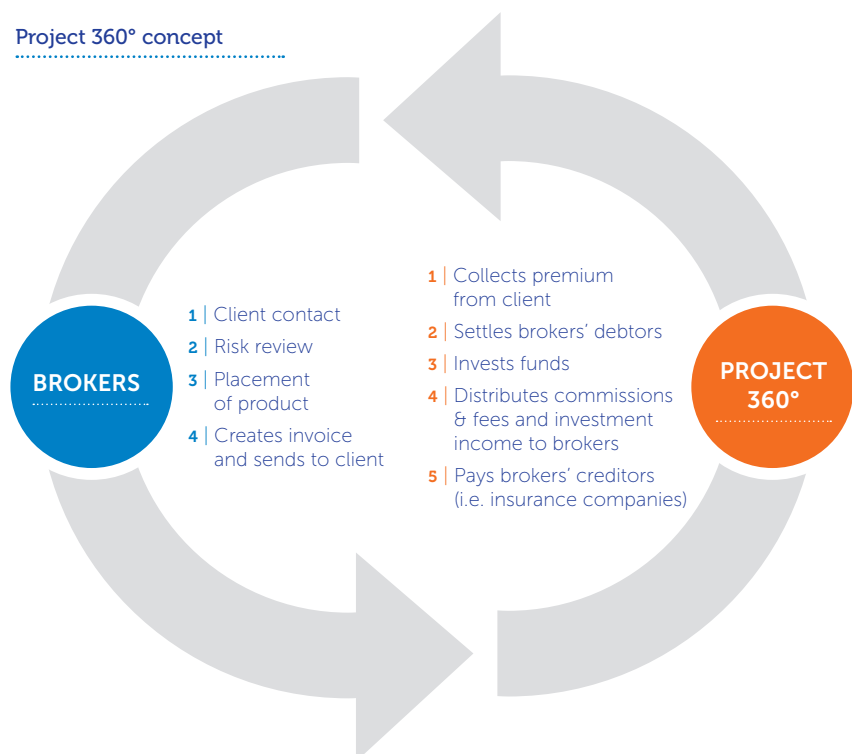 Project 360° concept
BROKERS
1 | Client contact
2 | Risk review
3 | Placement
of product
4 | Creates invoice
and sends to client
1 | Collects premium
from client
2 | Settles brokers’ debtors
3 | Invests funds
4 | Distributes commissions
& fees and investment
income to brokers
5 | Pays brokers’ creditors
(i.e. insurance companies)
PROJECT
360°